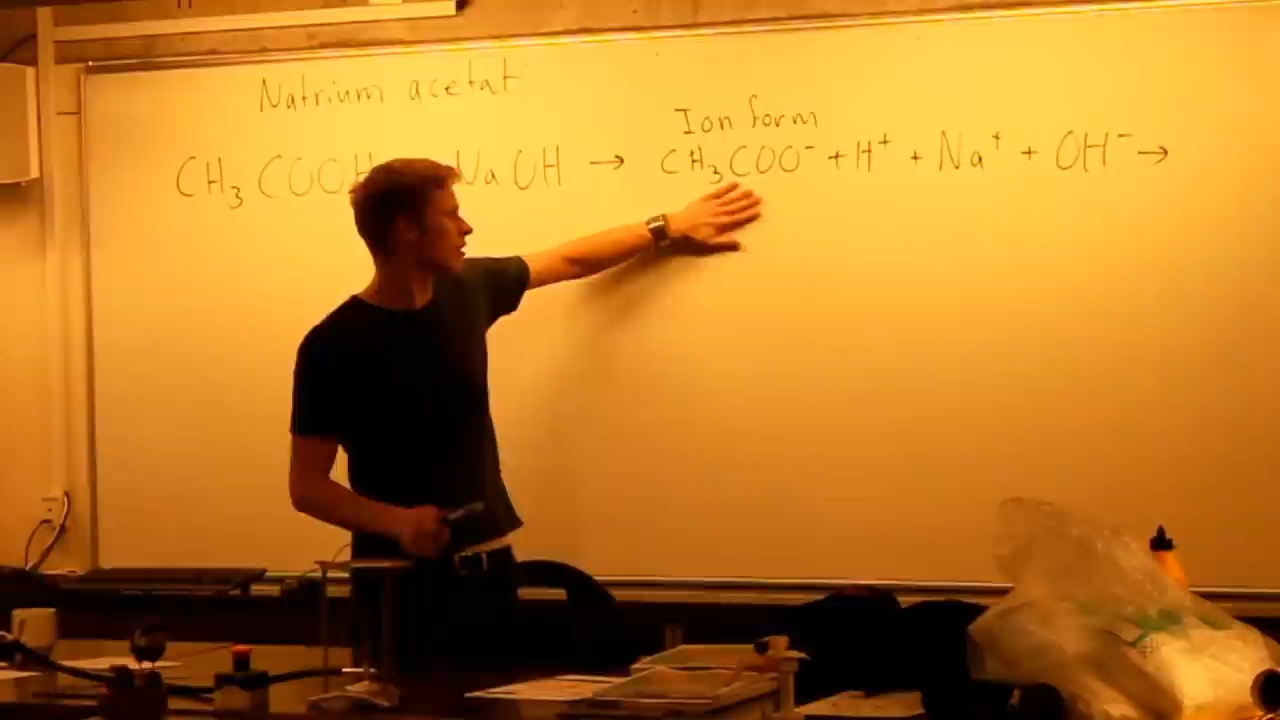 Natrium acetat
Ion form
CH₃COOH NaOH → CH₃COO⁻ + H⁺ + Na⁺ + OH⁻ →